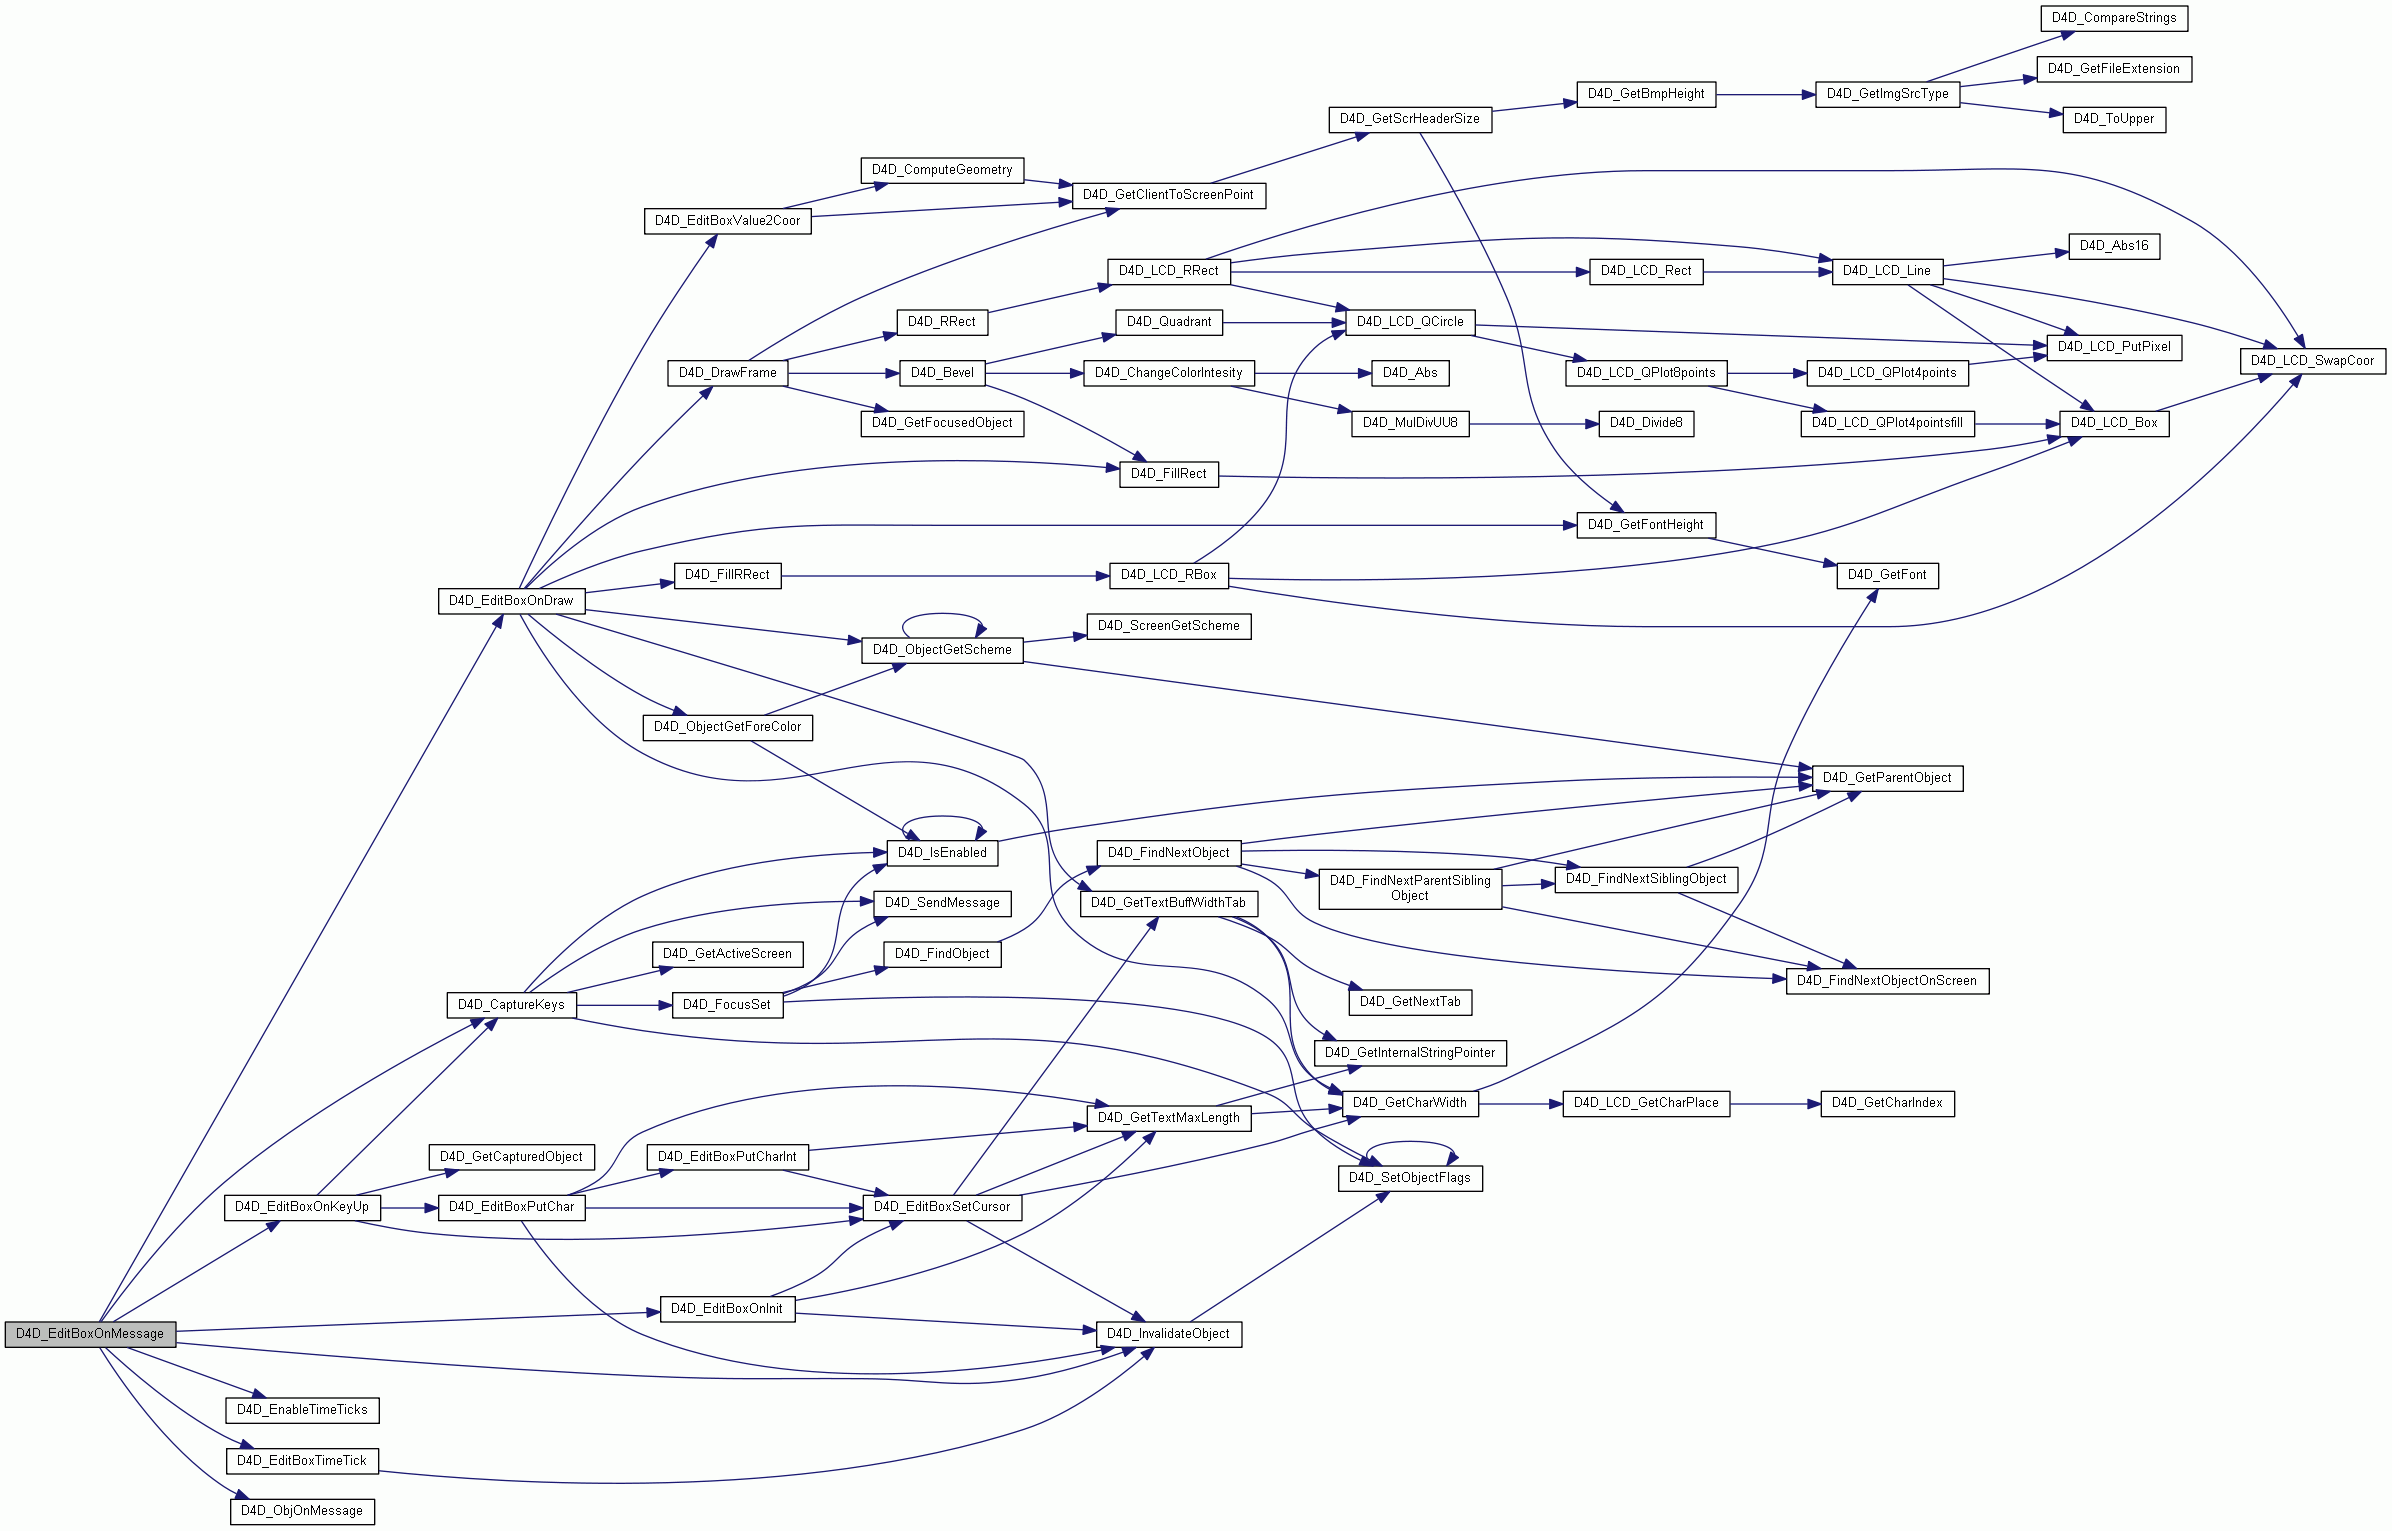 D4D_CompareStrings
D4D_GetFileExtension
D4D_GetBmpHeight
D4D_GetImgSrcType
D4D_GetScrHeaderSize
D4D_ToUpper
D4D_ComputeGeometry
D4D_GetClientToScreenPoint
D4D_EditBoxValue2Coor
D4D_Abs16
D4D_LCD_RRect
D4D_LCD_Rect
D4D_LCD_Line
D4D_RRect
D4D_Quadrant
D4D_LCD_QCircle
D4D_LCD_PutPixel
D4D_LCD_SwapCoor
D4D_DrawFrame
D4D_Bevel
D4D_ChangeColorIntesity
D4D_Abs
D4D_LCD_QPlot8points
D4D_LCD_QPlot4points
D4D_GetFocusedObject
D4D_MulDivUU8
D4D_Divide8
D4D_LCD_QPlot4pointsfill
D4D_LCD_Box
D4D_FillRect
D4D_GetFontHeight
D4D_FillRRect
D4D_LCD_RBox
D4D_GetFont
D4D_EditBoxOnDraw
D4D_ScreenGetScheme
D4D_ObjectGetScheme
D4D_ObjectGetForeColor
D4D_GetParentObject
D4D_IsEnabled
D4D_FindNextObject
D4D_FindNextParentSibling
Object
D4D_FindNextSiblingObject
D4D_SendMessage
D4D_GetTextBuffWidthTab
D4D_GetActiveScreen
D4D_FindObject
D4D_FindNextObjectOnScreen
D4D_CaptureKeys
D4D_FocusSet
D4D_GetNextTab
D4D_GetInternalStringPointer
D4D_GetCharWidth
D4D_LCD_GetCharPlace
D4D_GetCharIndex
D4D_GetTextMaxLength
D4D_GetCapturedObject
D4D_EditBoxPutCharInt
D4D_SetObjectFlags
D4D_EditBoxOnKeyUp
D4D_EditBoxPutChar
D4D_EditBoxSetCursor
D4D_EditBoxOnInit
D4D_EditBoxOnMessage
D4D_InvalidateObject
D4D_EnableTimeTicks
D4D_EditBoxTimeTick
D4D_ObjOnMessage